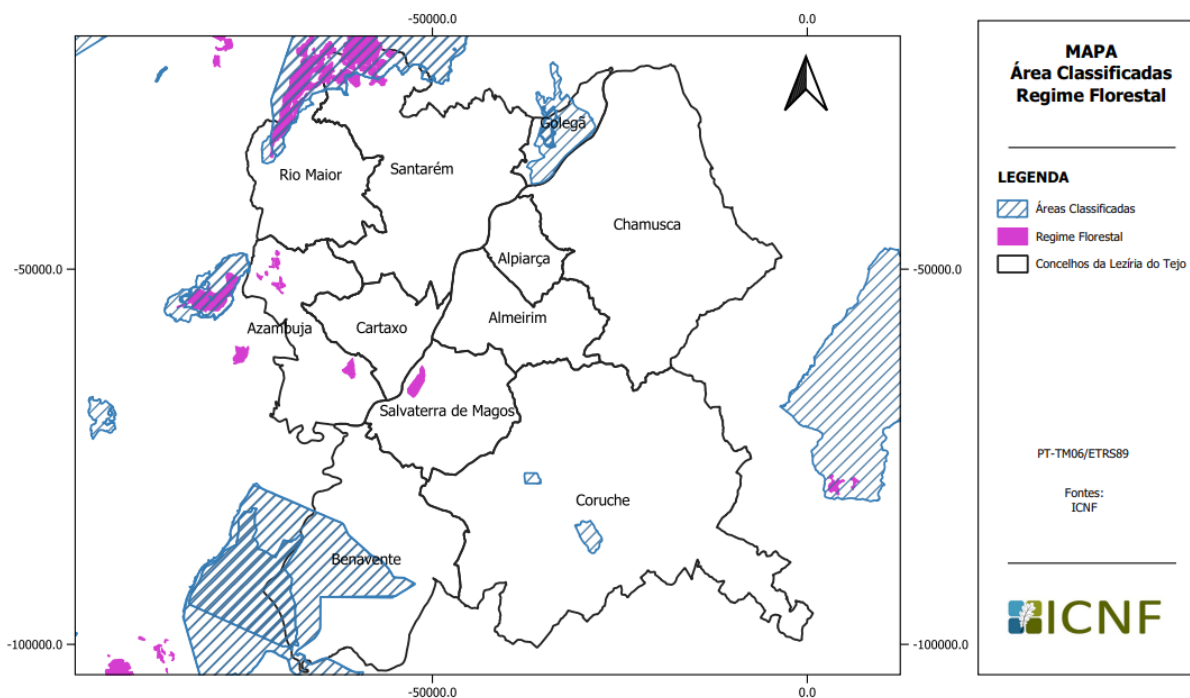 -50000.0
0.0
MAPA
Área Classificadas
Regime Florestal
Golegã
Rio Maior
Santarém
LEGENDA
Áreas Classificadas
Chamusca
Regime Florestal
Alpiarça
-50000.0
-50000.0
Concelhos da Lezíria do Tejo
Azambuja
Cartaxo
Almeirim
Salvaterra de Magos
PT-TM06/ETRS89
Coruche
Fontes:
ICNF
Benavente
ICNF
-100000.0
-100000.0
-50000.0
0.0